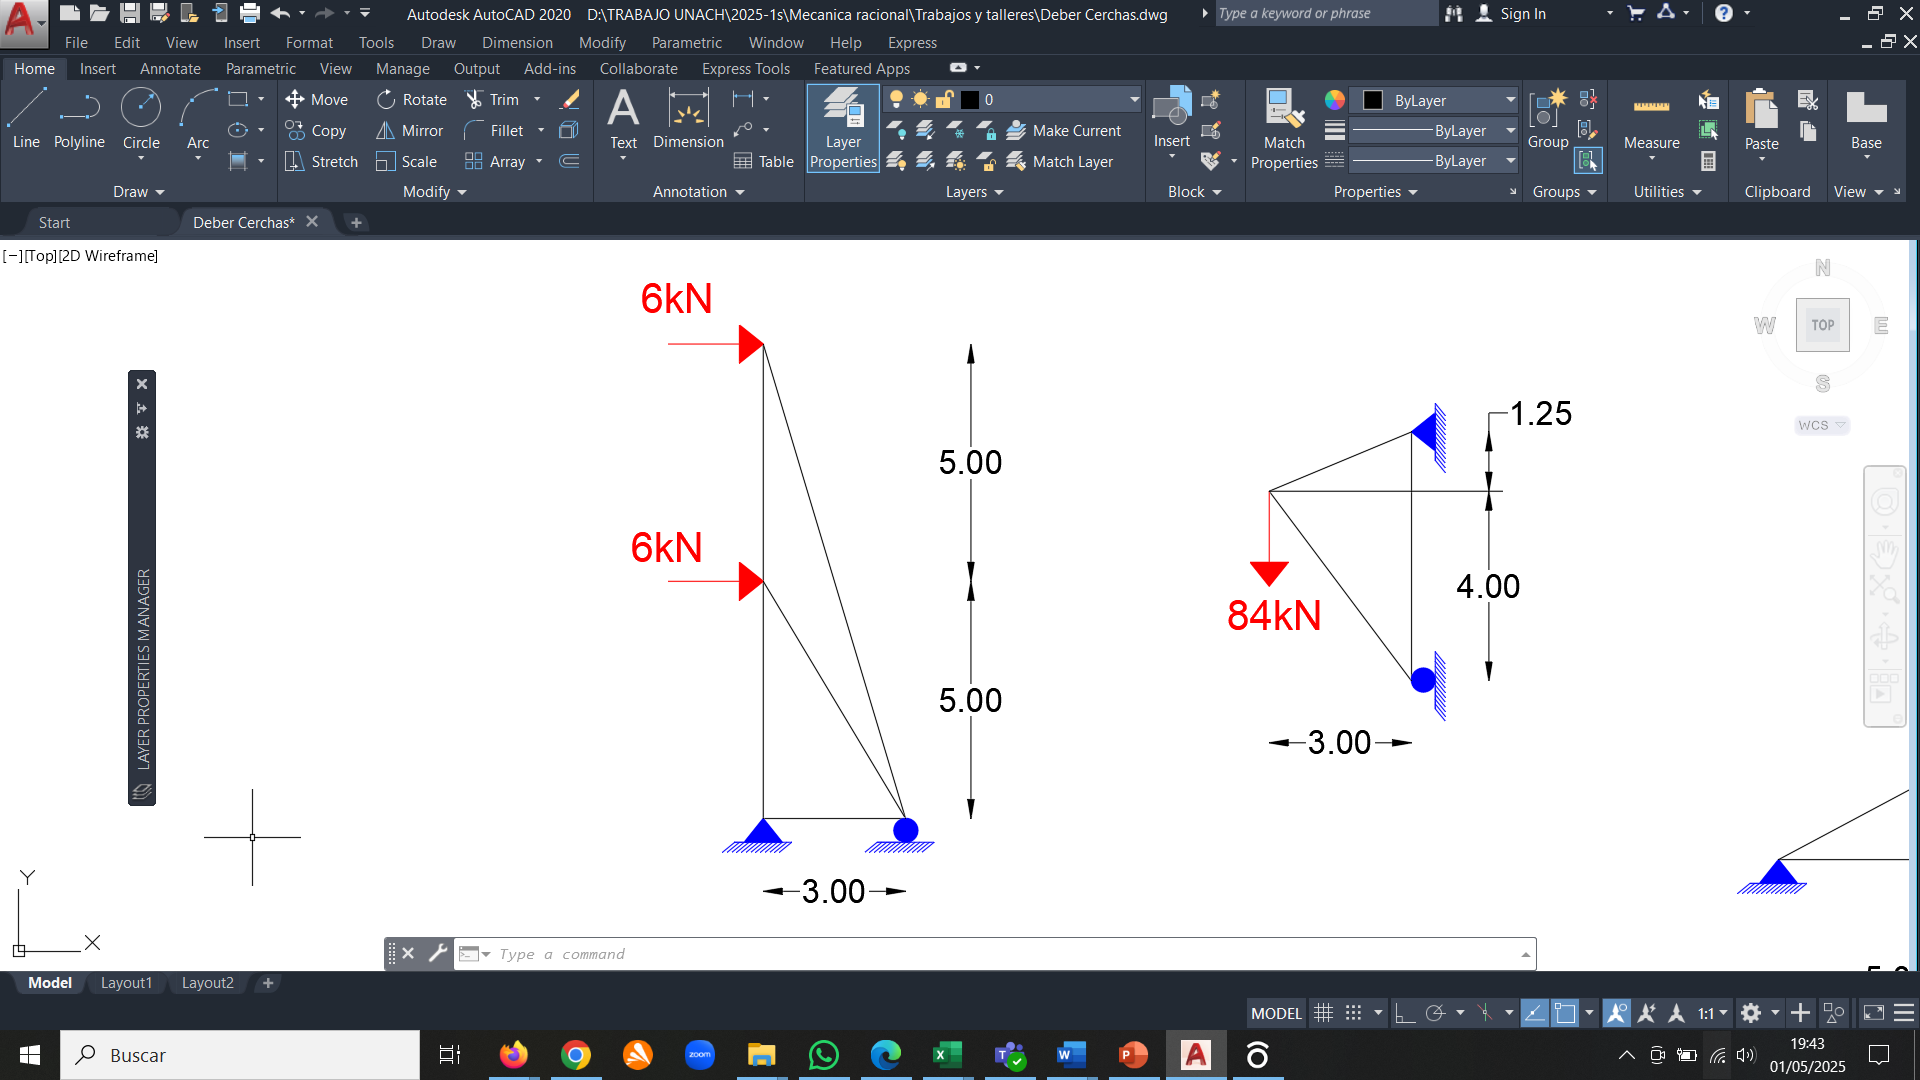 Autodesk AutoCAD 2020 D:\TRABAJO UNACH\2025-1s\Mecanica racional\Trabajos y talleres\Deber Cerchas.dwg Type a keyword or phrase Sign In
File Edit View Insert Format Tools Draw Dimension Modify Parametric Window Help Express
Home Insert Annotate Parametric View Manage Output Add-ins Collaborate Express Tools Featured Apps
Line Polyline Circle Arc
Move Rotate Trim
Copy Mirror Fillet
Stretch Scale Array
Text Dimension Table
Layer Properties
0
Make Current
Match Layer
Insert
Match Properties
ByLayer
ByLayer
ByLayer
Group
Measure
Paste
Base
Draw Modify Annotation Layers Block Properties Groups Utilities Clipboard View
Start Deber Cerchas* +
[−][Top][2D Wireframe]
LAYER PROPERTIES MANAGER
6kN
6kN
5.00
5.00
3.00
1.25
4.00
84kN
3.00
N
W TOP E
S
WCS
Y
X
Type a command
Model Layout1 Layout2 +
MODEL 1:1
Buscar
zoom
19:43
01/05/2025